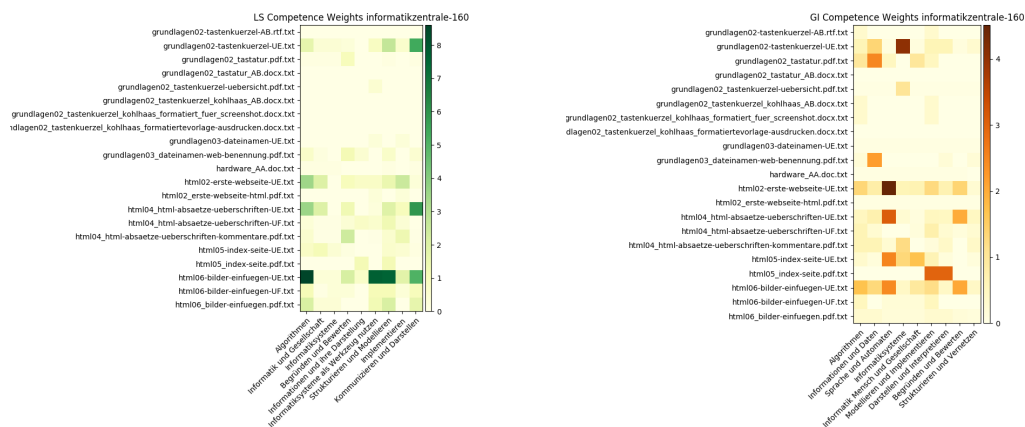 LS Competence Weights informatikzentrale-160
grundlagen02-tastenkuerzel-AB.rtf.txt
grundlagen02-tastenkuerzel-UE.txt
grundlagen02_tastatur.pdf.txt
grundlagen02_tastatur_AB.docx.txt
grundlagen02_tastenkuerzel-uebersicht.pdf.txt
grundlagen02_tastenkuerzel_kohlhaas_AB.docx.txt
grundlagen02_tastenkuerzel_kohlhaas_formatiert_fuer_screenshot.docx.txt
ndlagen02_tastenkuerzel_kohlhaas_formatiertevorlage-ausdrucken.docx.txt
grundlagen03-dateinamen-UE.txt
grundlagen03_dateinamen-web-benennung.pdf.txt
hardware_AA.doc.txt
html02-erste-webseite-UE.txt
html02_erste-webseite-html.pdf.txt
html04_html-absaetze-ueberschriften-UE.txt
html04_html-absaetze-ueberschriften-UF.txt
html04_html-absaetze-ueberschriften-kommentare.pdf.txt
html05-index-seite-UE.txt
html05_index-seite.pdf.txt
html06-bilder-einfuegen-UE.txt
html06-bilder-einfuegen-UF.txt
html06_bilder-einfuegen.pdf.txt
Algorithmen
Informatik und Gesellschaft
Informatiksysteme
Begründen und Bewerten
Informationen und ihre Darstellung
Informatiksysteme als Werkzeug nutzen
Strukturieren und Modellieren
Implementieren
Kommunizieren und Darstellen
8
7
6
5
4
3
2
1
0
GI Competence Weights informatikzentrale-160
grundlagen02-tastenkuerzel-AB.rtf.txt
grundlagen02-tastenkuerzel-UE.txt
grundlagen02_tastatur.pdf.txt
grundlagen02_tastatur_AB.docx.txt
grundlagen02_tastenkuerzel-uebersicht.pdf.txt
grundlagen02_tastenkuerzel_kohlhaas_AB.docx.txt
grundlagen02_tastenkuerzel_kohlhaas_formatiert_fuer_screenshot.docx.txt
dlagen02_tastenkuerzel_kohlhaas_formatiertevorlage-ausdrucken.docx.txt
grundlagen03-dateinamen-UE.txt
grundlagen03_dateinamen-web-benennung.pdf.txt
hardware_AA.doc.txt
html02-erste-webseite-UE.txt
html02_erste-webseite-html.pdf.txt
html04_html-absaetze-ueberschriften-UE.txt
html04_html-absaetze-ueberschriften-UF.txt
html04_html-absaetze-ueberschriften-kommentare.pdf.txt
html05-index-seite-UE.txt
html05_index-seite.pdf.txt
html06-bilder-einfuegen-UE.txt
html06-bilder-einfuegen-UF.txt
html06_bilder-einfuegen.pdf.txt
Algorithmen
Informationen und Daten
Sprache und Automaten
Informatiksysteme
Informatik Mensch und Gesellschaft
Modellieren und Implementieren
Darstellen und Interpretieren
Begründen und Bewerten
Strukturieren und Vernetzen
4
3
2
1
0